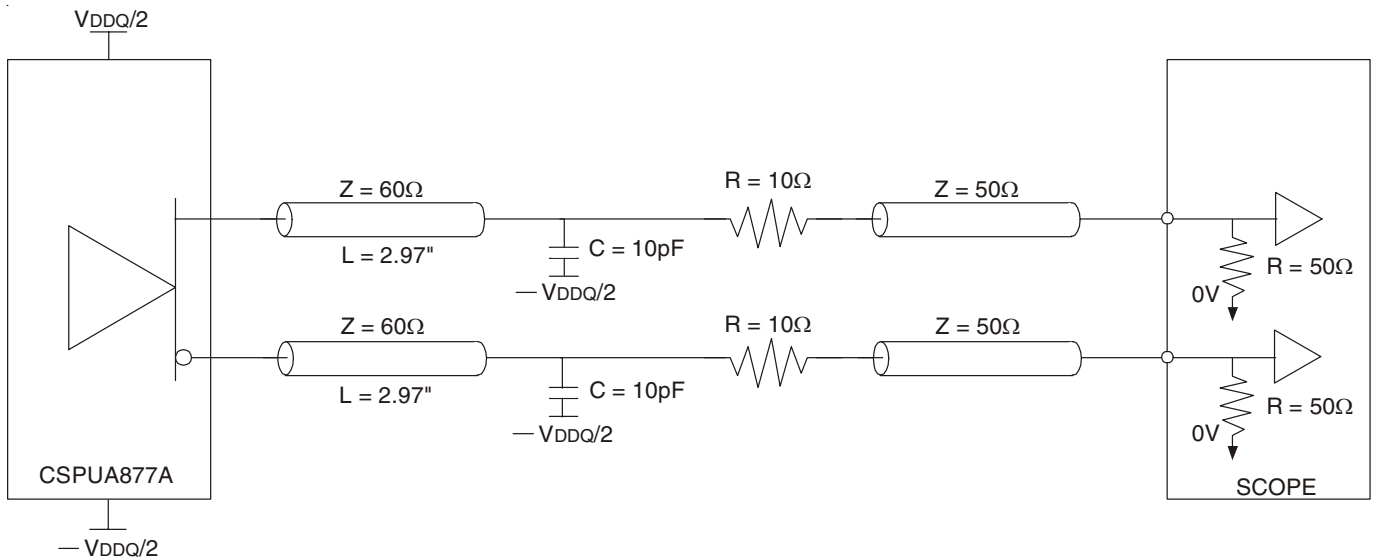 VDDQ/2
Z = 60Ω
R = 10Ω
Z = 50Ω
L = 2.97"
C = 10pF
— VDDQ/2
R = 50Ω
0V
Z = 60Ω
R = 10Ω
Z = 50Ω
L = 2.97"
C = 10pF
— VDDQ/2
R = 50Ω
0V
CSPUA877A
SCOPE
— VDDQ/2